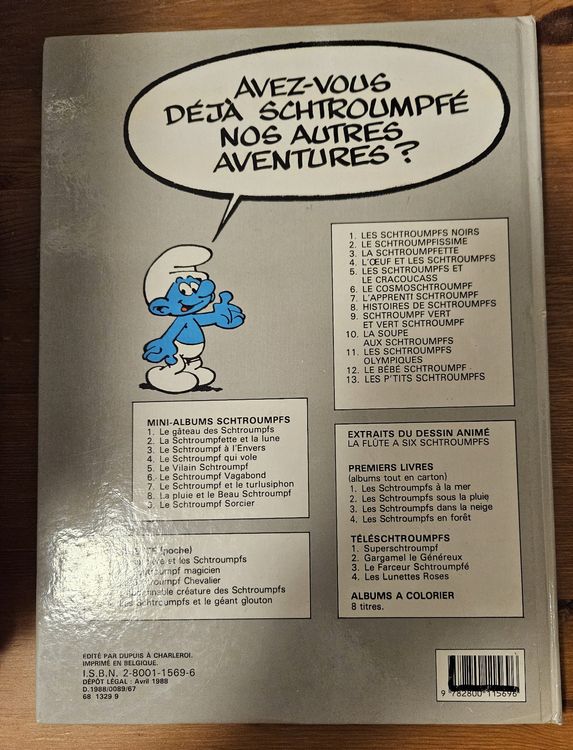 AVEZ-VOUS
DÉJÀ SCHTROUMPFÉ
NOS AUTRES
AVENTURES ?
1. LES SCHTROUMPFS NOIRS
2. LE SCHTROUMPFISSIME
3. LA SCHTROUMPFETTE
4. L'ŒUF ET LES SCHTROUMPFS
5. LES SCHTROUMPFS ET
LE CRACOUCASS
6. LE COSMOSCHTROUMPF
7. L'APPRENTI SCHTROUMPF
8. HISTOIRES DE SCHTROUMPFS
9. SCHTROUMPF VERT
ET VERT SCHTROUMPF
10. LA SOUPE
AUX SCHTROUMPFS
11. LES SCHTROUMPFS
OLYMPIQUES
12. LE BÉBÉ SCHTROUMPF
13. LES P'TITS SCHTROUMPFS
MINI-ALBUMS SCHTROUMPFS
1. Le gâteau des Schtroumpfs
2. La Schtroumpfette et la lune
3. Le Schtroumpf à l'Envers
4. Le Schtroumpf qui vole
5. Le Vilain Schtroumpf
6. Le Schtroumpf Vagabond
7. Le Schtroumpf et le turlusiphon
8. La pluie et le Beau Schtroumpf
Le Schtroumpf Sorcier
(poche)
et les Schtroumpfs
magicien
Chevalier
créature des Schtroumpfs
Schtroumpfs et le géant glouton
EXTRAITS DU DESSIN ANIMÉ
LA FLÛTE A SIX SCHTROUMPFS
PREMIERS LIVRES
(albums tout en carton)
1. Les Schtroumpfs à la mer
2. Les Schtroumpfs sous la pluie
3. Les Schtroumpfs dans la neige
4. Les Schtroumpfs en forêt
TÉLÉSCHTROUMPFS
1. Superschtroumpf
2. Gargamel le Généreux
3. Le Farceur Schtroumpfé
4. Les Lunettes Roses
ALBUMS A COLORIER
8 titres.
EDITÉ PAR DUPUIS À CHARLEROI.
IMPRIMÉ EN BELGIQUE.
I.S.B.N. 2-8001-1569-6
DÉPÔT LÉGAL : Avril 1988
D.1988/0089/67
68 1329 9
9 782800 115696